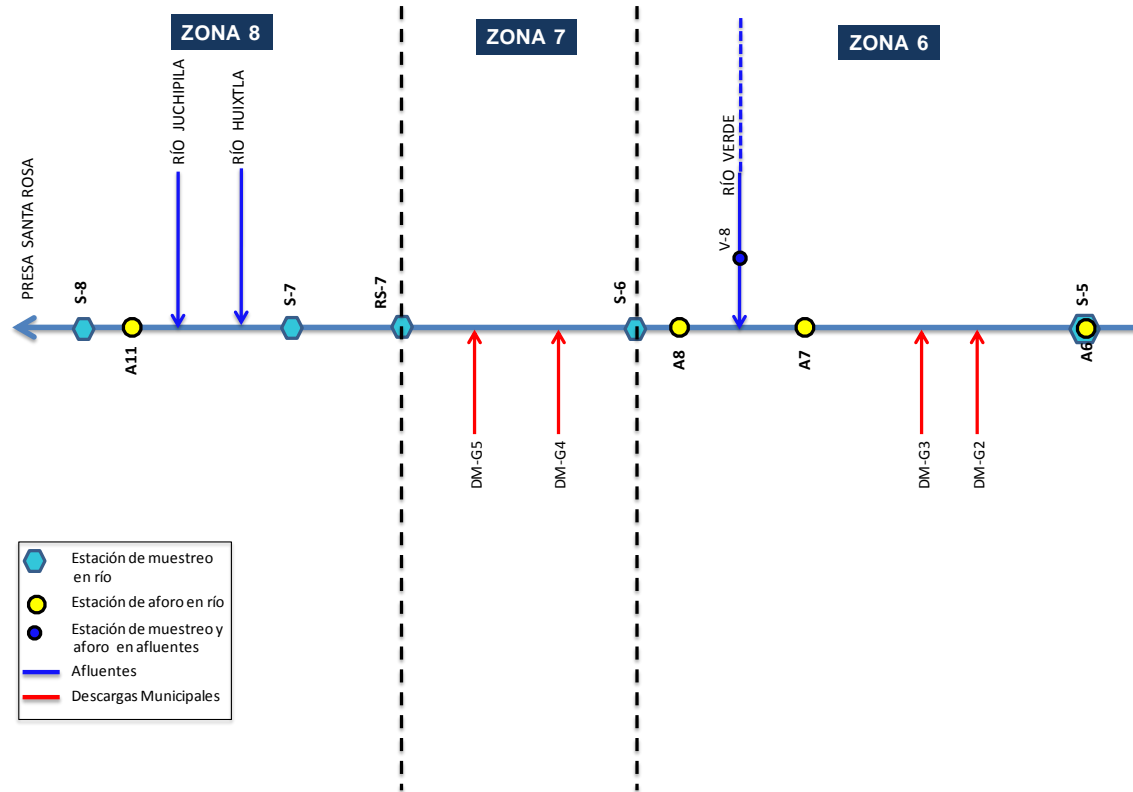 ZONA 8
ZONA 7
ZONA 6
PRESA SANTA ROSA
RÍO JUCHIPILA
RÍO HUIXTLA
RÍO VERDE
V-8
S-8
S-7
RS-7
S-6
S-5
A11
A8
A7
A6
DM-G5
DM-G4
DM-G3
DM-G2
Estación de muestreo
en río
Estación de aforo en río
Estación de muestreo y
aforo en afluentes
Afluentes
Descargas Municipales